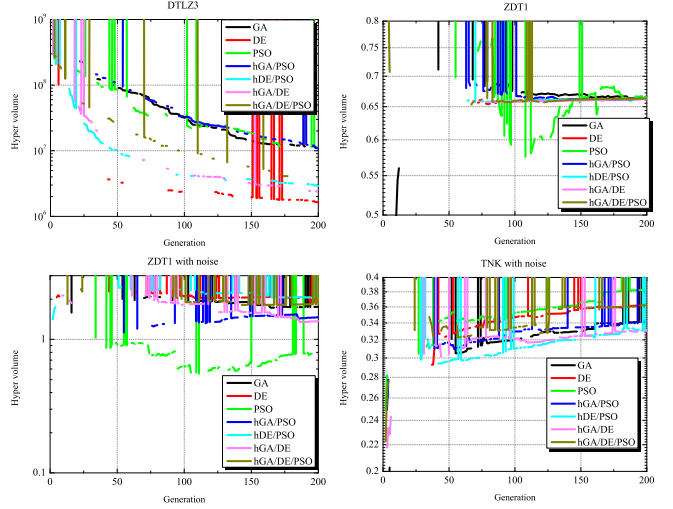 DTLZ3
Hyper volume
10^9
10^8
10^7
10^6
0
50
100
150
200
Generation
GA
DE
PSO
hGA/PSO
hDE/PSO
hGA/DE
hGA/DE/PSO
ZDT1
Hyper volume
0.8
0.7
0.65
0.6
0.55
0.5
0
50
100
150
200
Generation
GA
DE
PSO
hGA/PSO
hDE/PSO
hGA/DE
hGA/DE/PSO
ZDT1 with noise
Hyper volume
1
0.1
0
50
100
150
200
Generation
GA
DE
PSO
hGA/PSO
hDE/PSO
hGA/DE
hGA/DE/PSO
TNK with noise
Hyper volume
0.4
0.38
0.36
0.34
0.32
0.3
0.28
0.26
0.24
0.22
0.2
0
50
100
150
200
Generation
GA
DE
PSO
hGA/PSO
hDE/PSO
hGA/DE
hGA/DE/PSO